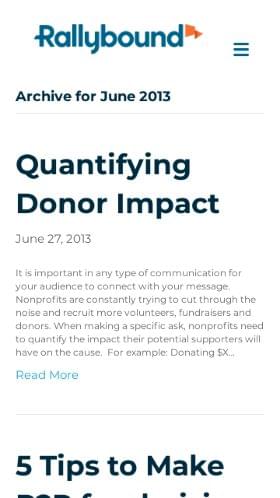 Rallybound
Archive for June 2013
Quantifying
Donor Impact
June 27, 2013
It is important in any type of communication for
your audience to connect with your message.
Nonprofits are constantly trying to cut through the
noise and recruit more volunteers, fundraisers and
donors. When making a specific ask, nonprofits need
to quantify the impact their potential supporters will
have on the cause. For example: Donating $X...
Read More
5 Tips to Make